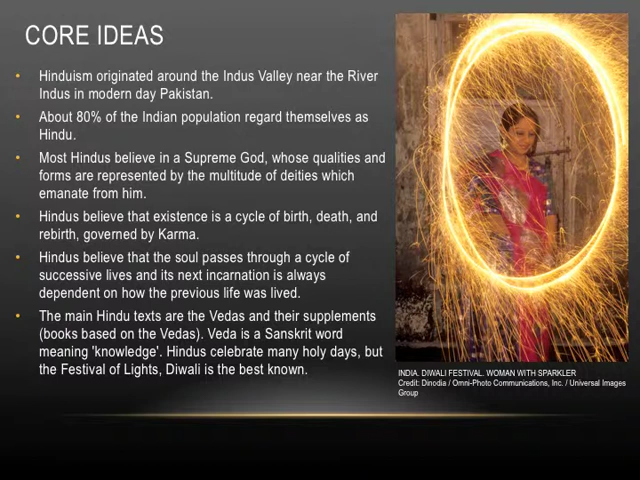 CORE IDEAS
Hinduism originated around the Indus Valley near the River
Indus in modern day Pakistan.
About 80% of the Indian population regard themselves as
Hindu.
Most Hindus believe in a Supreme God, whose qualities and
forms are represented by the multitude of deities which
emanate from him.
Hindus believe that existence is a cycle of birth, death, and
rebirth, governed by Karma.
Hindus believe that the soul passes through a cycle of
successive lives and its next incarnation is always
dependent on how the previous life was lived.
The main Hindu texts are the Vedas and their supplements
(books based on the Vedas). Veda is a Sanskrit word
meaning 'knowledge'. Hindus celebrate many holy days, but
the Festival of Lights, Diwali is the best known.
INDIA. DIWALI FESTIVAL. WOMAN WITH SPARKLER
Credit: Dinodia / Omni-Photo Communications, Inc. / Universal Images
Group